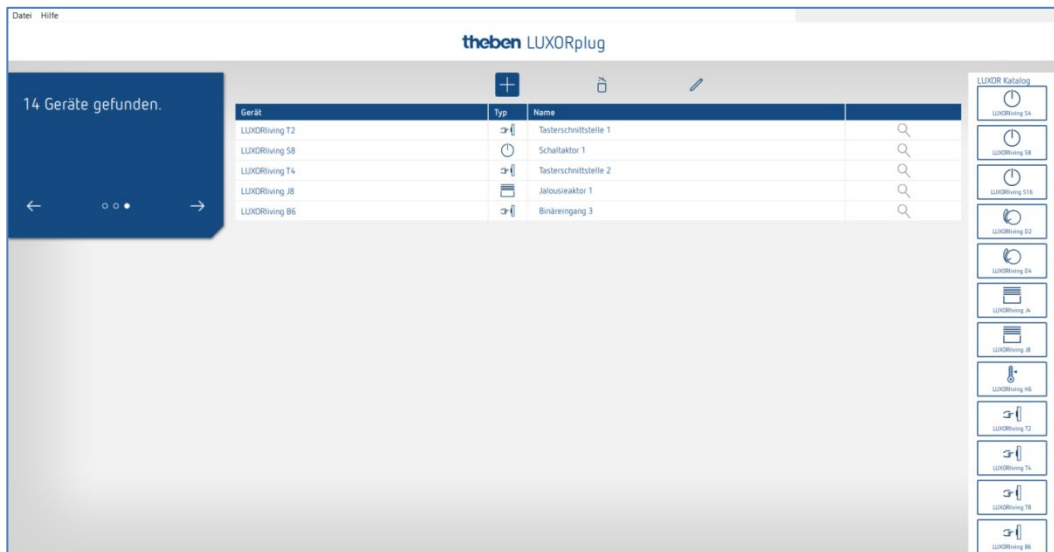 Datei Hilfe
theben LUXORplug
14 Geräte gefunden.
Gerät Typ Name
LUXORliving T2 Tasterschnittstelle 1
LUXORliving S8 Schaltaktor 1
LUXORliving T4 Tasterschnittstelle 2
LUXORliving J8 Jalousieaktor 1
LUXORliving B6 Binäreingang 3
LUXOR Katalog
LUXORliving S4
LUXORliving S8
LUXORliving S16
LUXORliving D2
LUXORliving D4
LUXORliving J4
LUXORliving J8
LUXORliving H6
LUXORliving T2
LUXORliving T4
LUXORliving T8
LUXORliving B6